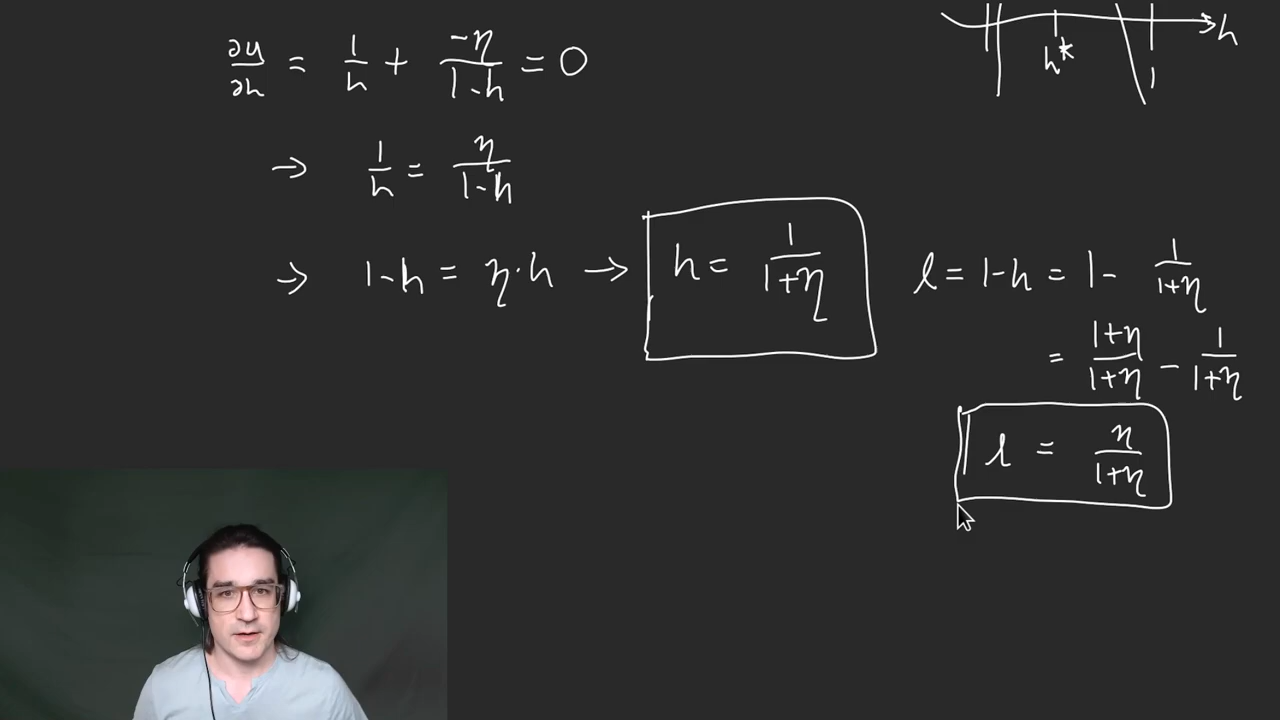 ∂u/∂h = 1/h + -η/(1-h) = 0
h
h*
1
→ 1/h = η/(1-h)
→ 1-h = η·h → h = 1/(1+η)
l = 1-h = 1 - 1/(1+η)
= (1+η)/(1+η) - 1/(1+η)
l = η/(1+η)